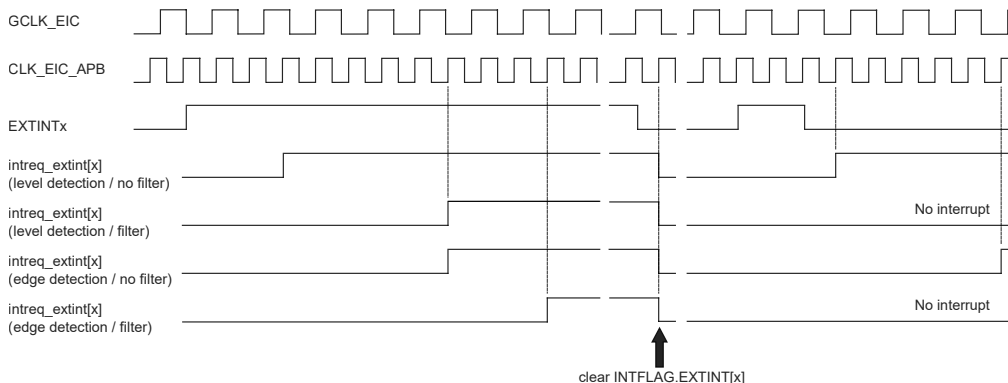 GCLK_EIC
CLK_EIC_APB
EXTINTx
intreq_extint[x]
(level detection / no filter)
intreq_extint[x]
(level detection / filter)
No interrupt
intreq_extint[x]
(edge detection / no filter)
intreq_extint[x]
(edge detection / filter)
No interrupt
clear INTFLAG.EXTINT[x]